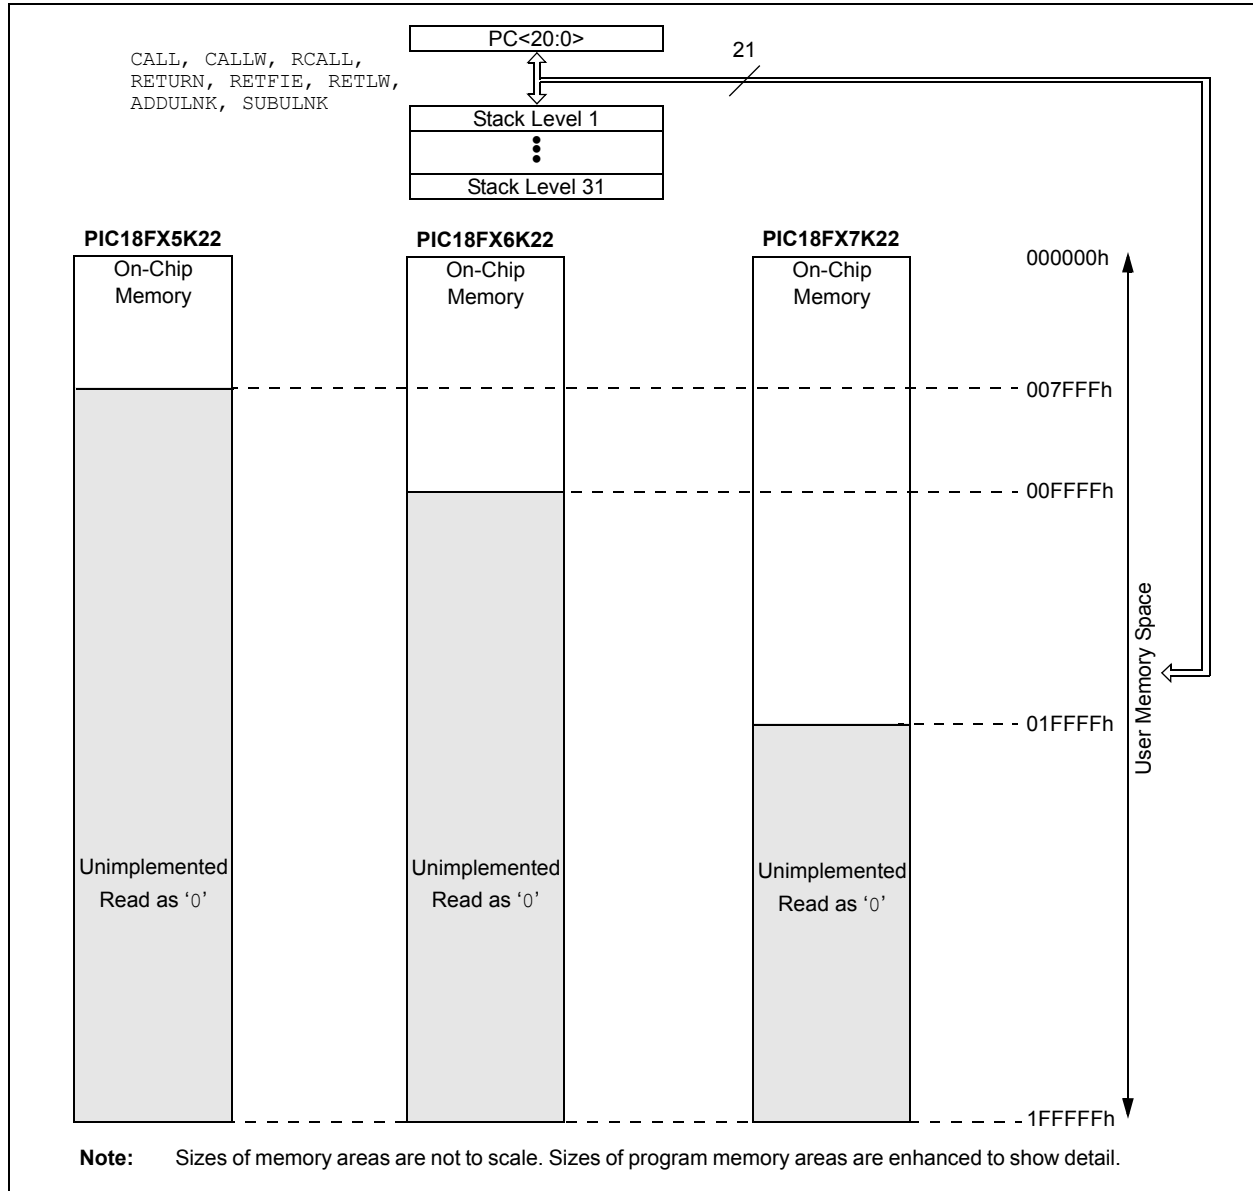 PC<20:0>
21
CALL, CALLW, RCALL,
RETURN, RETFIE, RETLW,
ADDULNK, SUBULNK
Stack Level 1
Stack Level 31
PIC18FX5K22
PIC18FX6K22
PIC18FX7K22
On-Chip
Memory
On-Chip
Memory
On-Chip
Memory
000000h
007FFFh
00FFFFh
01FFFFh
User Memory Space
Unimplemented
Read as ‘0’
Unimplemented
Read as ‘0’
Unimplemented
Read as ‘0’
1FFFFFh
Note: Sizes of memory areas are not to scale. Sizes of program memory areas are enhanced to show detail.